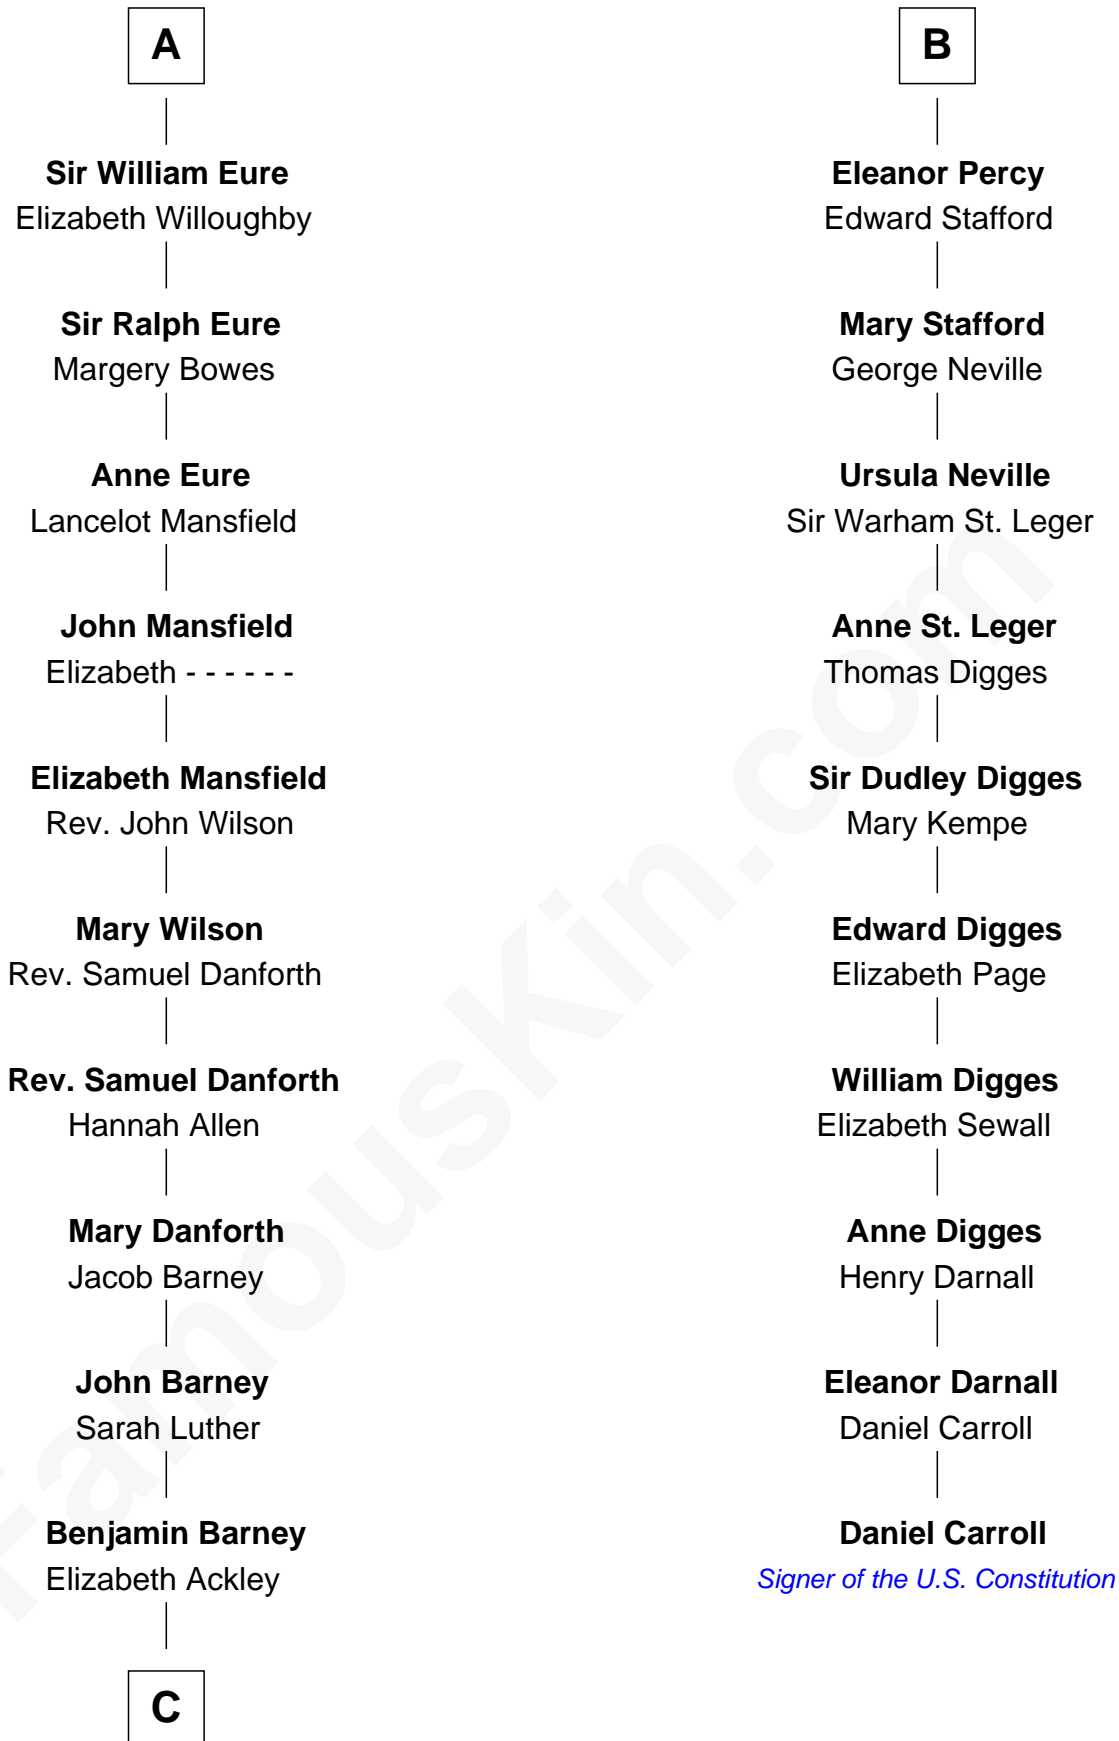 A
Sir William Eure
Elizabeth Willoughby
Sir Ralph Eure
Margery Bowes
Anne Eure
Lancelot Mansfield
John Mansfield
Elizabeth - - - - - -
Elizabeth Mansfield
Rev. John Wilson
Mary Wilson
Rev. Samuel Danforth
Rev. Samuel Danforth
Hannah Allen
Mary Danforth
Jacob Barney
John Barney
Sarah Luther
Benjamin Barney
Elizabeth Ackley
C
B
Eleanor Percy
Edward Stafford
Mary Stafford
George Neville
Ursula Neville
Sir Warham St. Leger
Anne St. Leger
Thomas Digges
Sir Dudley Digges
Mary Kempe
Edward Digges
Elizabeth Page
William Digges
Elizabeth Sewall
Anne Digges
Henry Darnall
Eleanor Darnall
Daniel Carroll
Daniel Carroll
Signer of the U.S. Constitution
FamousKin.com